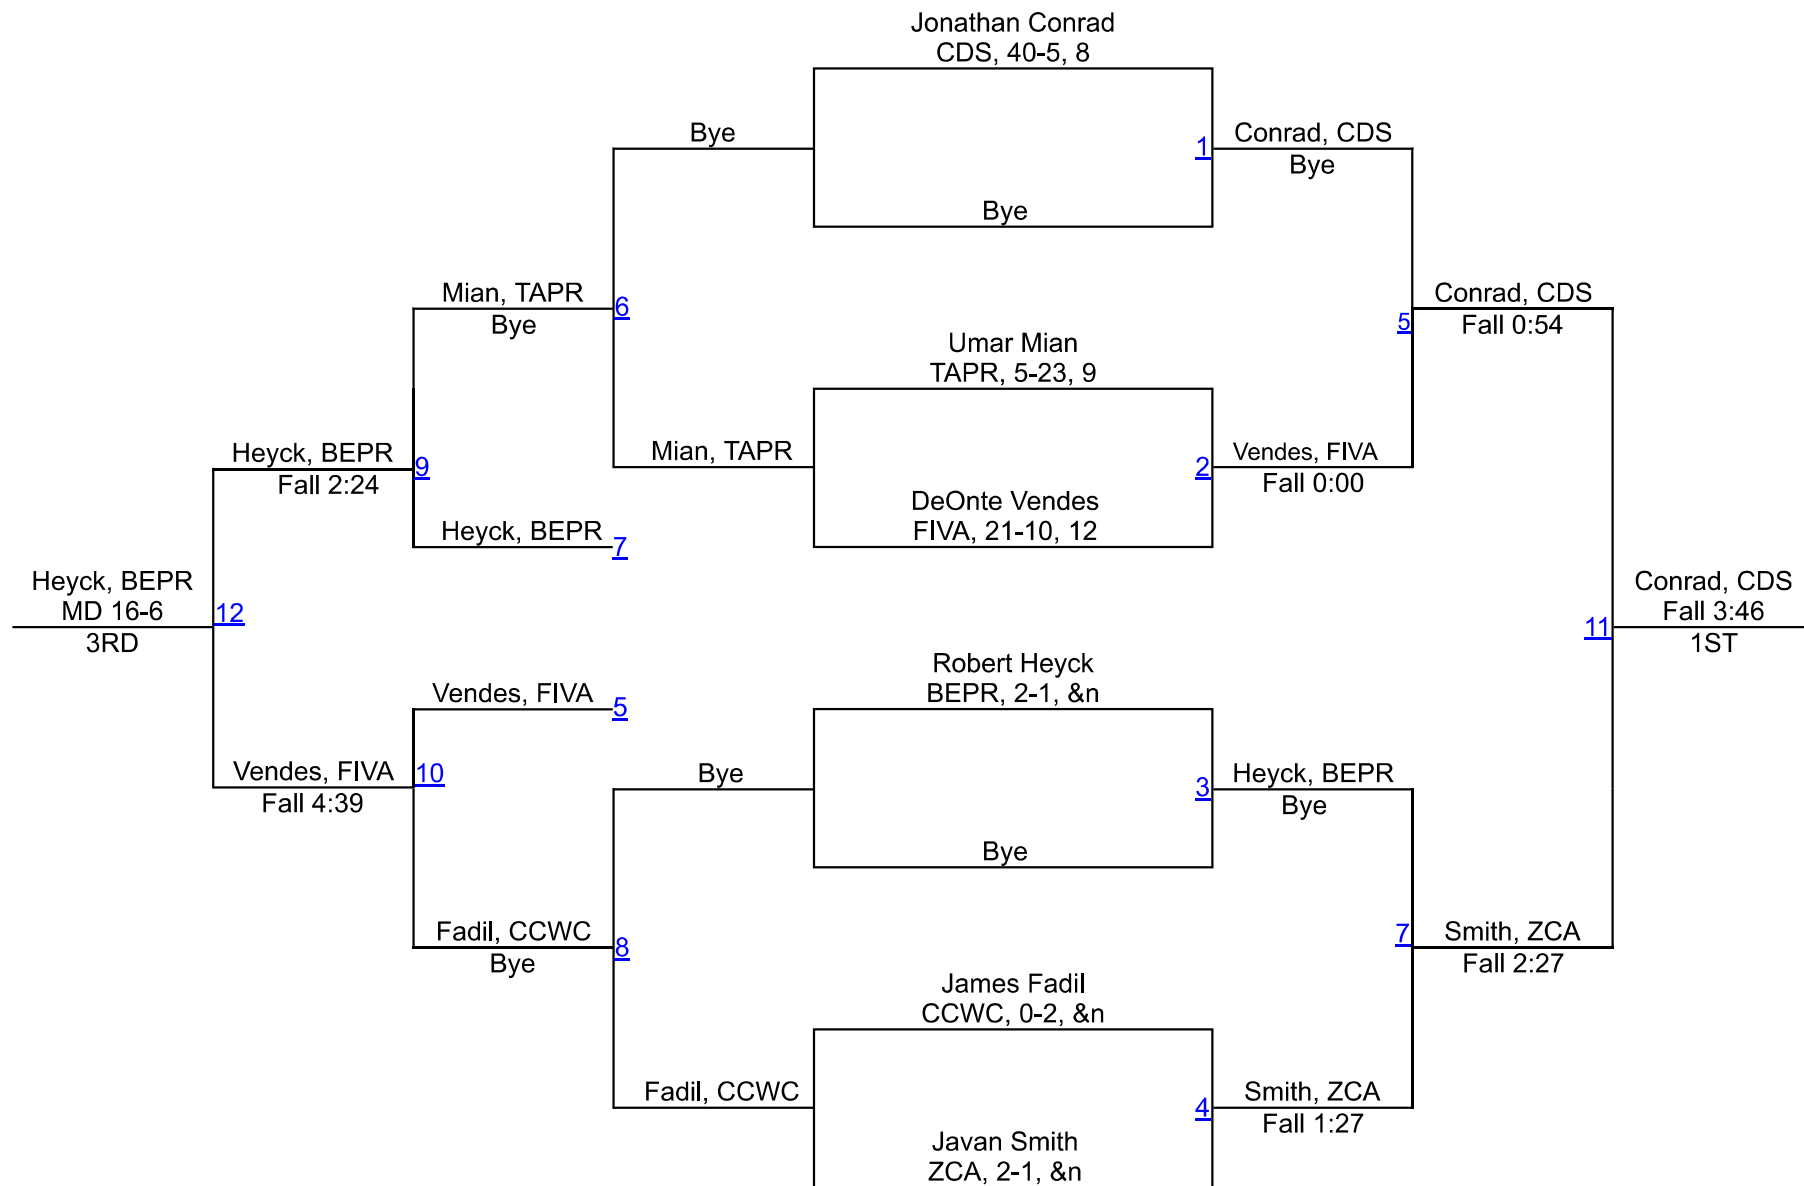 Jonathan Conrad
CDS, 40-5, 8
Bye
1
Conrad, CDS
Bye
Bye
Mian, TAPR
Bye
6
Conrad, CDS
Fall 0:54
5
Umar Mian
TAPR, 5-23, 9
Heyck, BEPR
Fall 2:24
9
Mian, TAPR
2
Vendes, FIVA
Fall 0:00
DeOnte Vendes
FIVA, 21-10, 12
Heyck, BEPR
7
Heyck, BEPR
MD 16-6
3RD
12
11
Conrad, CDS
Fall 3:46
1ST
Robert Heyck
BEPR, 2-1, &n
Vendes, FIVA
5
Vendes, FIVA
Fall 4:39
10
Bye
3
Heyck, BEPR
Bye
Bye
Fadil, CCWC
Bye
8
7
Smith, ZCA
Fall 2:27
James Fadil
CCWC, 0-2, &n
Fadil, CCWC
4
Smith, ZCA
Fall 1:27
Javan Smith
ZCA, 2-1, &n